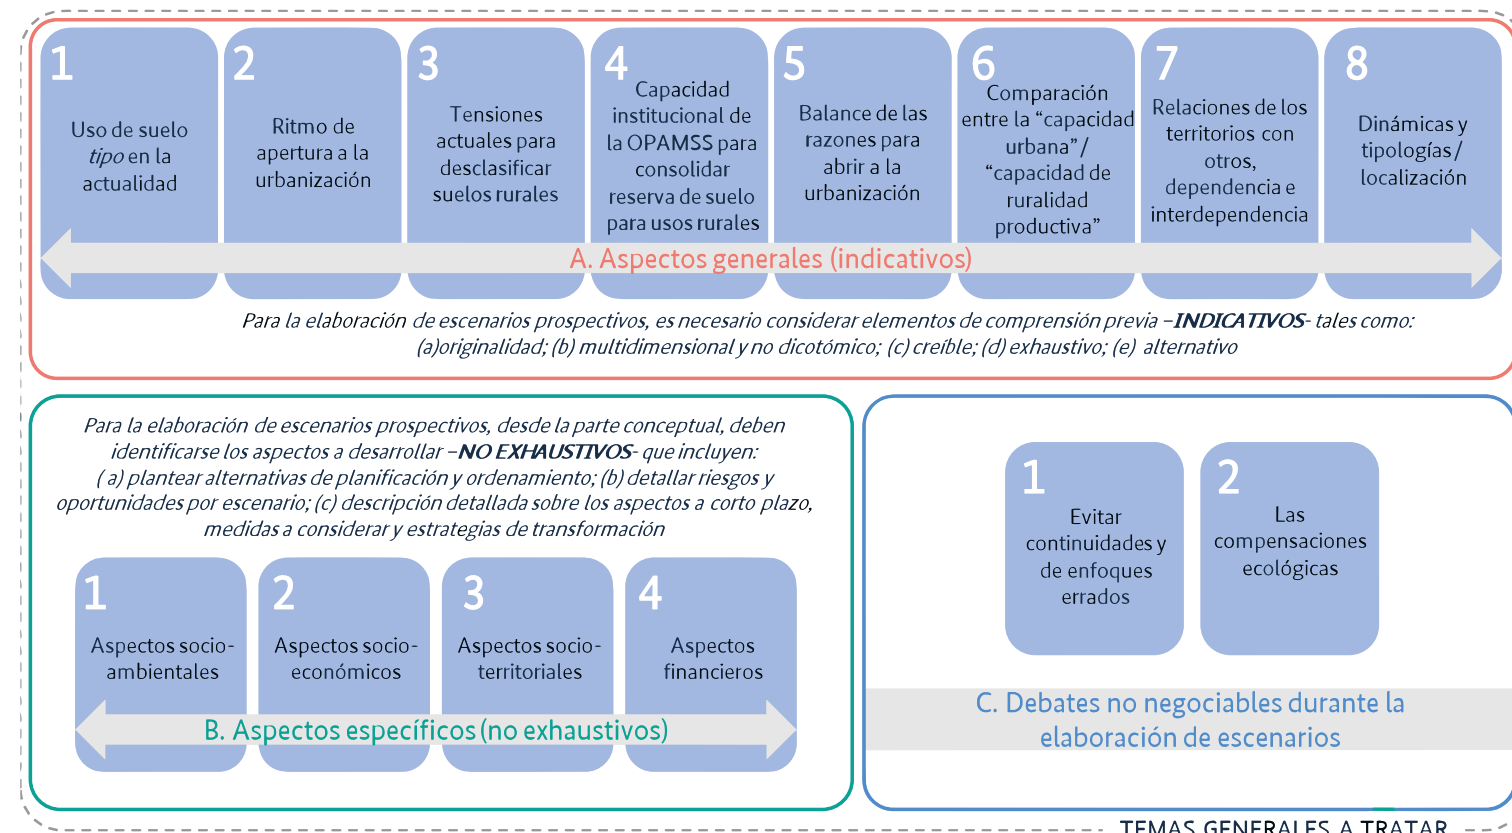 1
Uso de suelo
tipo en la
actualidad
2
Ritmo de
apertura a la
urbanización
3
Tensiones
actuales para
desclasificar
suelos rurales
4
Capacidad
institucional de
la OPAMSS para
consolidar
reserva de suelo
para usos rurales
5
Balance de las
razones para
abrir a la
urbanización
6
Comparación
entre la “capacidad
urbana”/
“capacidad de
ruralidad
productiva”
7
Relaciones de los
territorios con
otros,
dependencia e
interdependencia
8
Dinámicas y
tipologías /
localización
A. Aspectos generales (indicativos)
Para la elaboración de escenarios prospectivos, es necesario considerar elementos de comprensión previa –INDICATIVOS- tales como:
(a)originalidad; (b) multidimensional y no dicotómico; (c) creíble; (d) exhaustivo; (e) alternativo
Para la elaboración de escenarios prospectivos, desde la parte conceptual, deben
identificarse los aspectos a desarrollar –NO EXHAUSTIVOS- que incluyen:
( a) plantear alternativas de planificación y ordenamiento; (b) detallar riesgos y
oportunidades por escenario; (c) descripción detallada sobre los aspectos a corto plazo,
medidas a considerar y estrategias de transformación
1
Aspectos socio-
ambientales
2
Aspectos socio-
económicos
3
Aspectos socio-
territoriales
4
Aspectos
financieros
B. Aspectos específicos (no exhaustivos)
1
Evitar
continuidades y
de enfoques
errados
2
Las
compensaciones
ecológicas
C. Debates no negociables durante la
elaboración de escenarios
TEMAS GENERALES A TRATAR